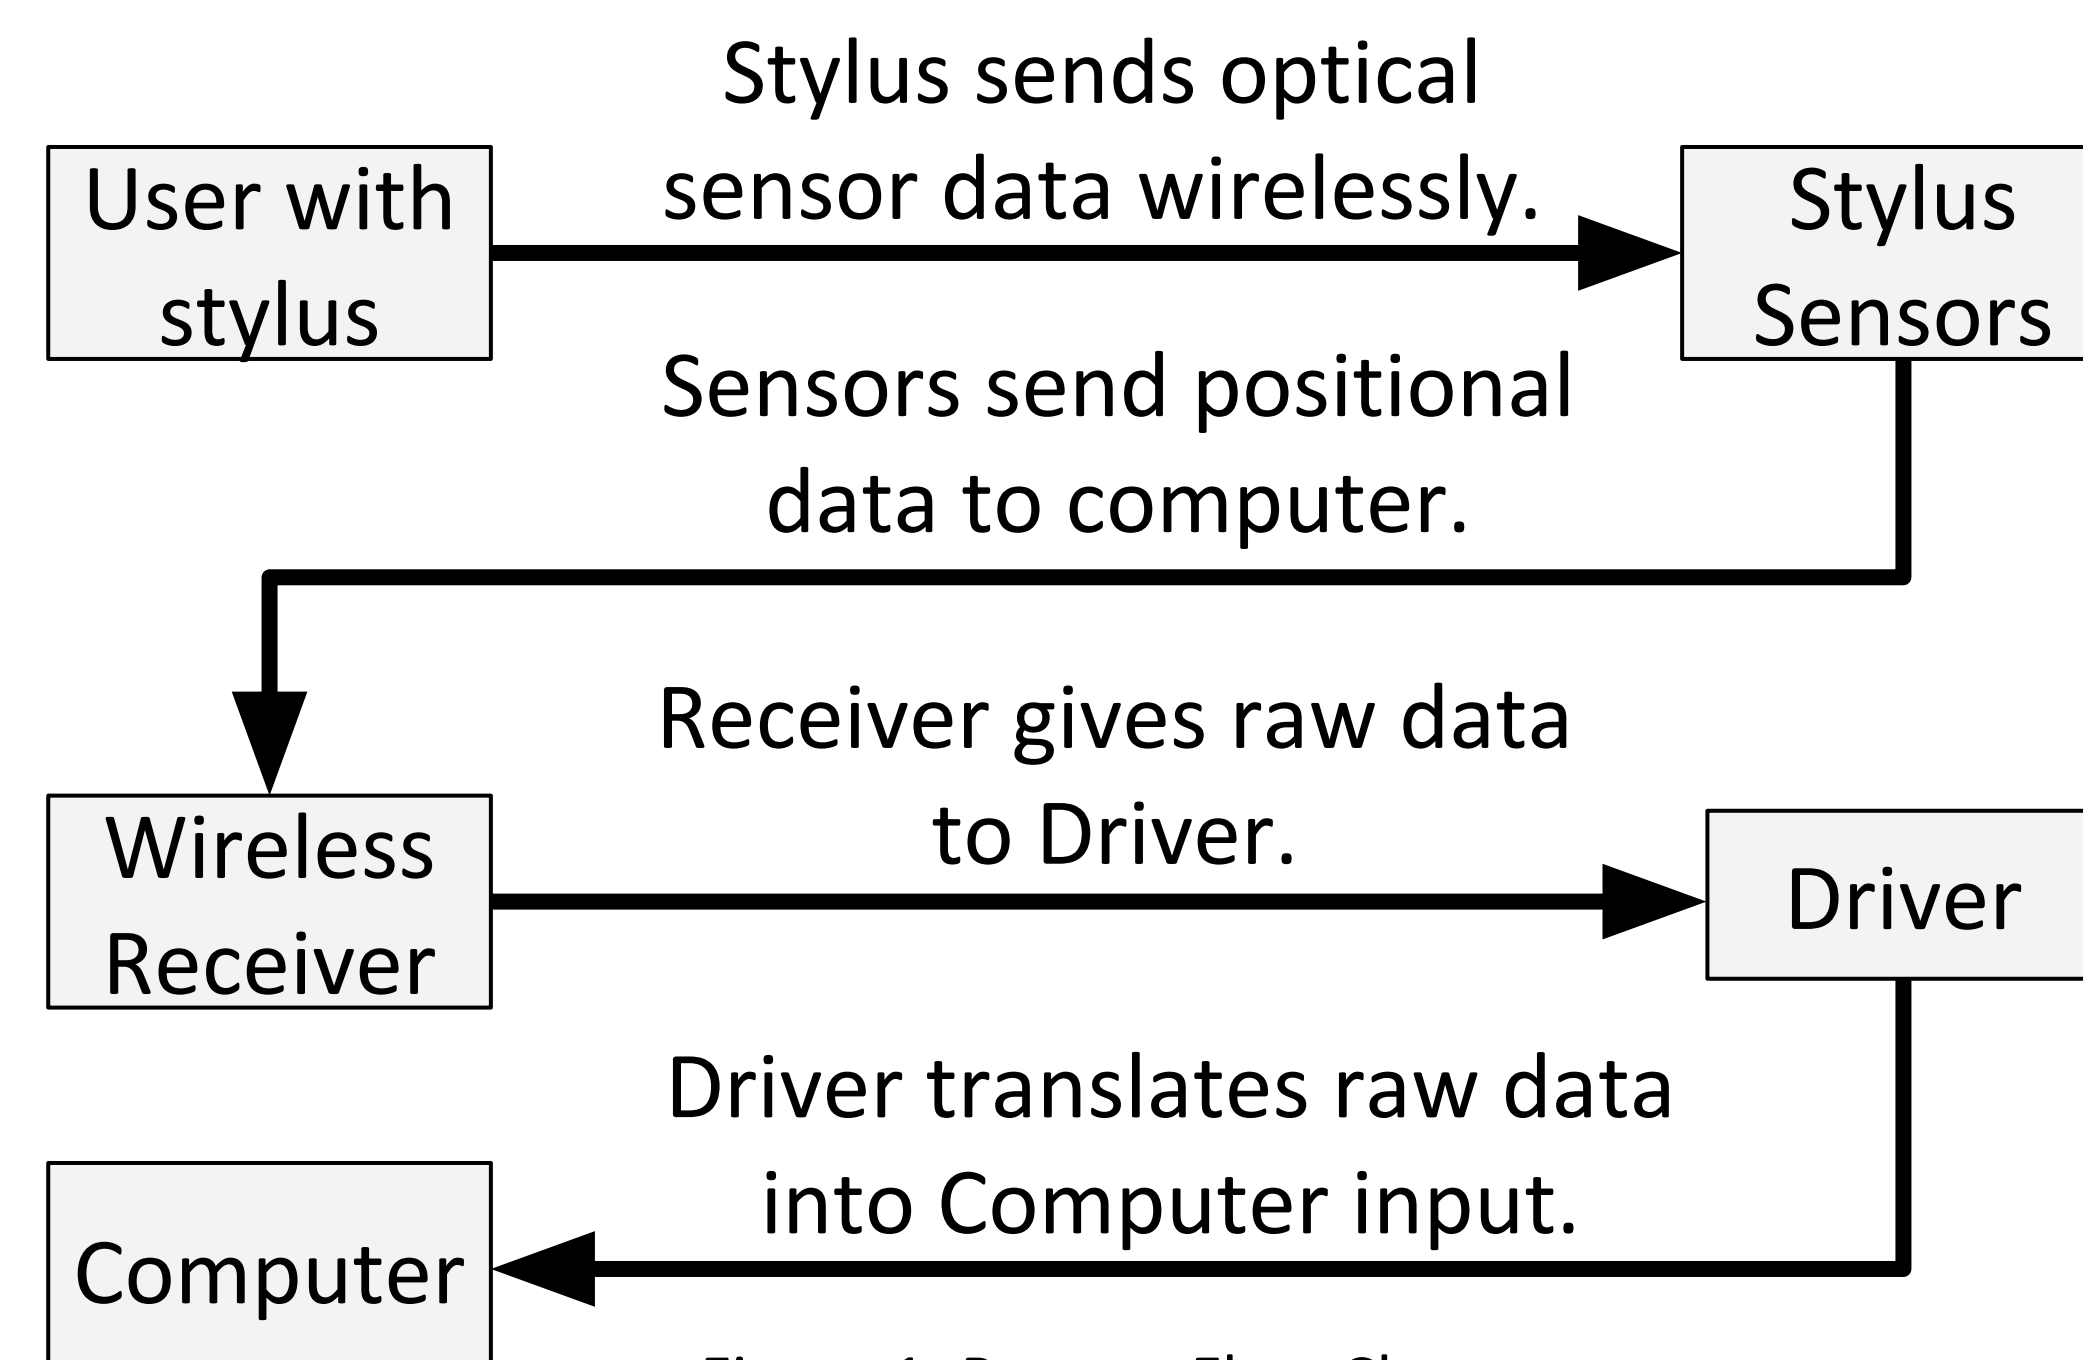 Stylus sends optical
sensor data wirelessly.
User with
stylus
Stylus
Sensors
Sensors send positional
data to computer.
Receiver gives raw data
to Driver.
Wireless
Receiver
Driver
Driver translates raw data
into Computer input.
Computer